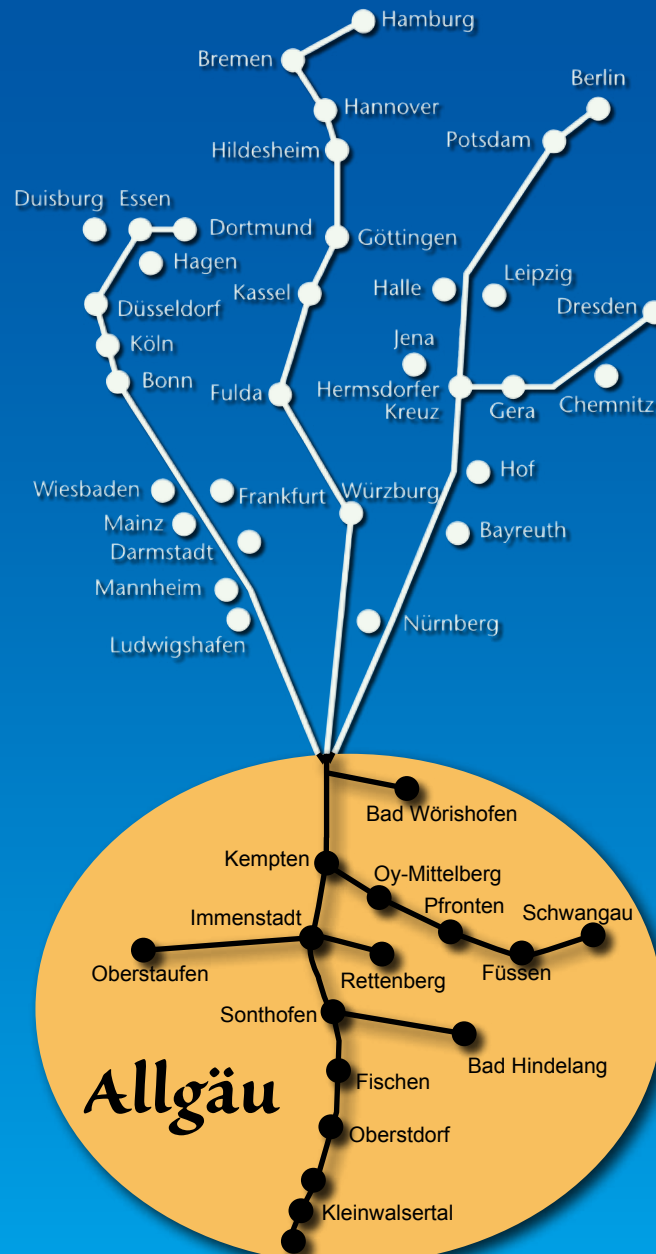 Hamburg
Bremen
Berlin
Hannover
Potsdam
Hildesheim
Duisburg
Essen
Dortmund
Göttingen
Hagen
Kassel
Halle
Leipzig
Düsseldorf
Dresden
Köln
Jena
Bonn
Fulda
Hermsdorfer
Kreuz
Gera
Chemnitz
Hof
Wiesbaden
Frankfurt
Würzburg
Mainz
Bayreuth
Darmstadt
Mannheim
Nürnberg
Ludwigshafen
Bad Wörishofen
Kempten
Oy-Mittelberg
Pfronten
Schwangau
Immenstadt
Oberstaufen
Rettenberg
Füssen
Sonthofen
Bad Hindelang
Fischen
Allgäu
Oberstdorf
Kleinwalsertal